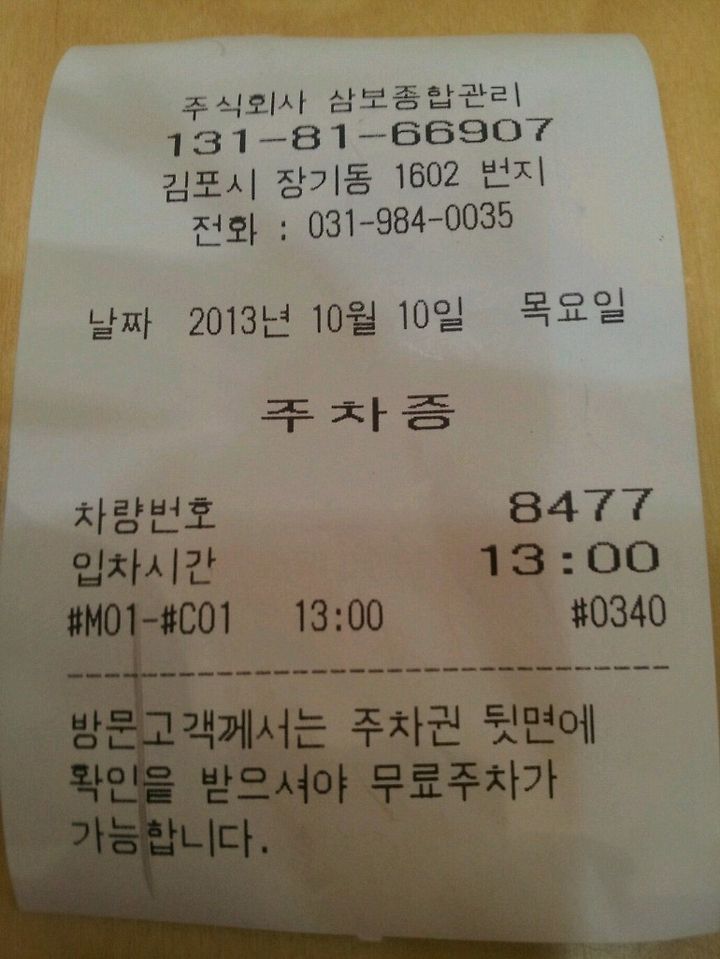 주식회사 삼보종합관리
131-81-66907
김포시 장기동 1602 번지
전화 : 031-984-0035
날짜 2013년 10월 10일 목요일
주차증
차량번호 8477
입차시간 13:00
#M01-#C01 13:00 #0340
방문고객께서는 주차권 뒷면에
확인을 받으셔야 무료주차가
가능합니다.